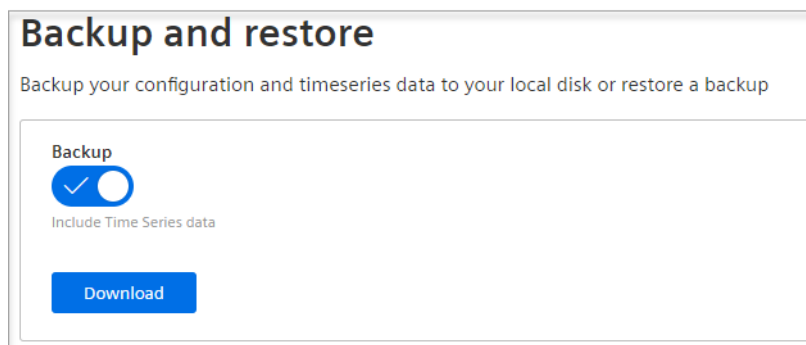 Backup and restore
Backup your configuration and timeseries data to your local disk or restore a backup
Backup
Include Time Series data
Download